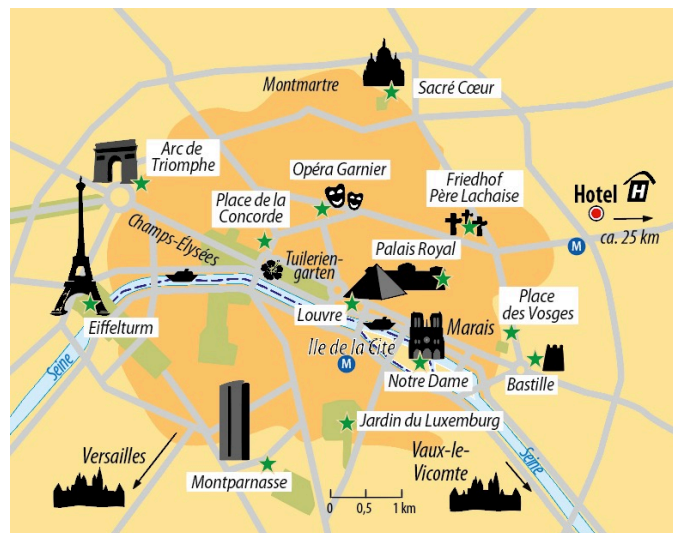 Montmartre
Sacré Cœur
Arc de
Triomphe
Opéra Garnier
Friedhof
Père Lachaise
Hotel H
ca. 25 km
M
Place de la
Concorde
Champs-Élysées
Tuilerien-
garten
Palais Royal
Louvre
Marais
Place
des Vosges
Eiffelturm
Seine
Ile de la Cité
M
Notre Dame
Bastille
Jardin du Luxemburg
Versailles
Montparnasse
Vaux-le-
Vicomte
Seine
0 0,5 1 km